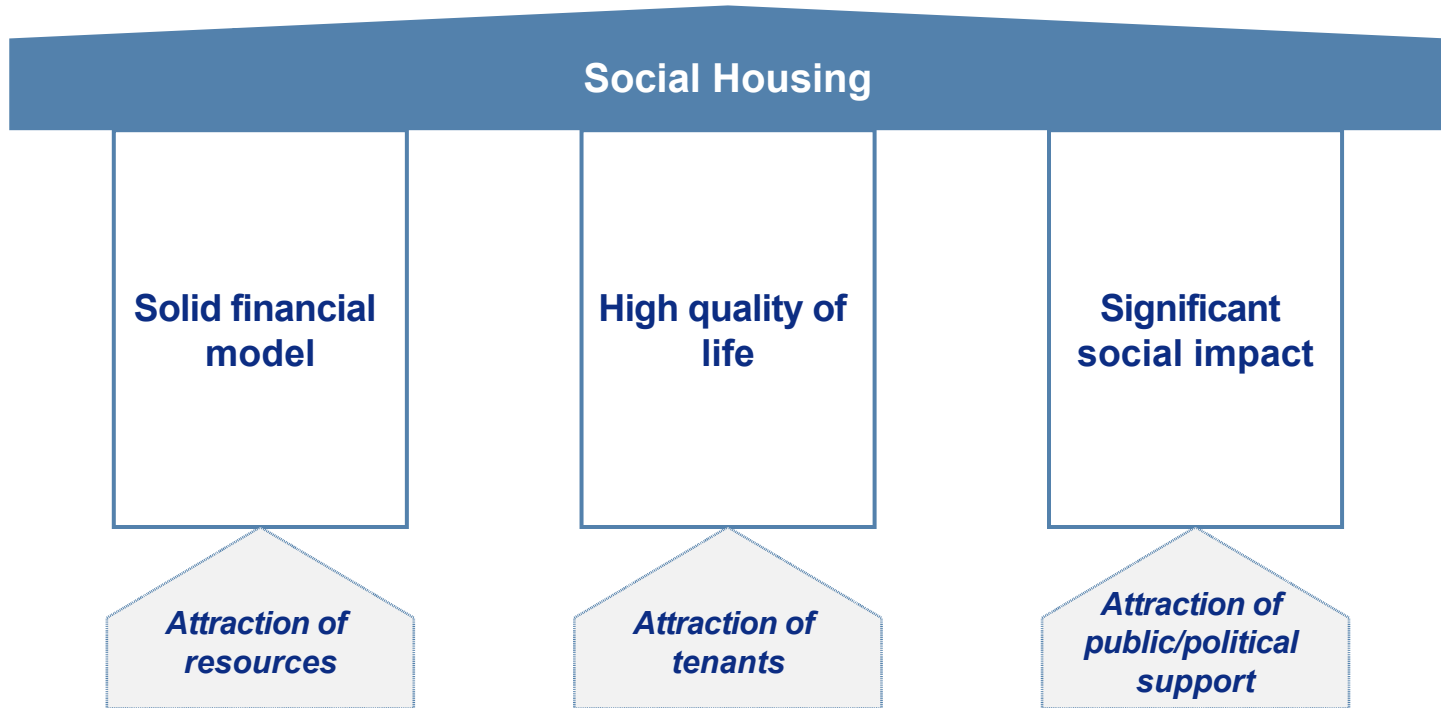 Social Housing
Solid financial
model
High quality of
life
Significant
social impact
Attraction of
resources
Attraction of
tenants
Attraction of
public/political
support